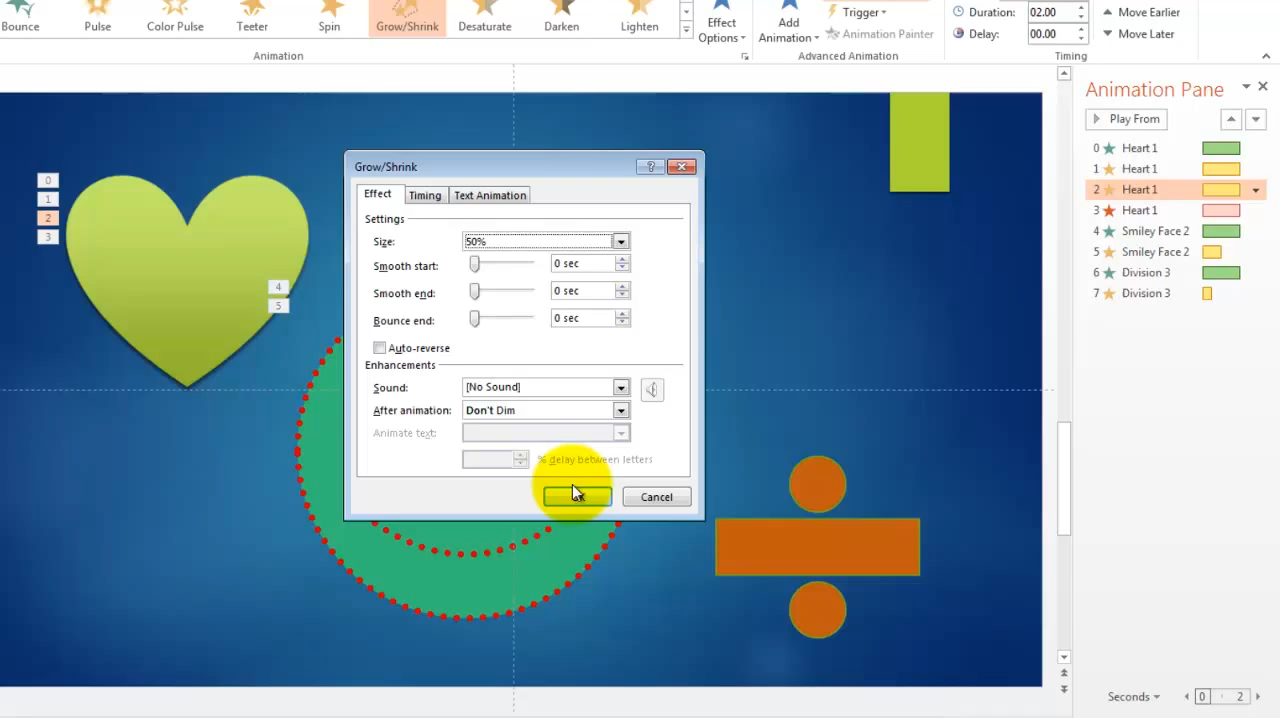 Bounce Pulse Color Pulse Teeter Spin Grow/Shrink Desaturate Darken Lighten
Effect Options
Add Animation
Trigger
Animation Painter
Duration: 02.00
Delay: 00.00
Move Earlier
Move Later
Animation
Advanced Animation
Timing
0
1
2
3
4
5
Grow/Shrink
Effect Timing Text Animation
Settings
Size: 50%
Smooth start: 0 sec
Smooth end: 0 sec
Bounce end: 0 sec
Auto-reverse
Enhancements
Sound: [No Sound]
After animation: Don't Dim
Animate text:
% delay between letters
Cancel
Animation Pane
Play From
0 Heart 1
1 Heart 1
2 Heart 1
3 Heart 1
4 Smiley Face 2
5 Smiley Face 2
6 Division 3
7 Division 3
Seconds 0 2